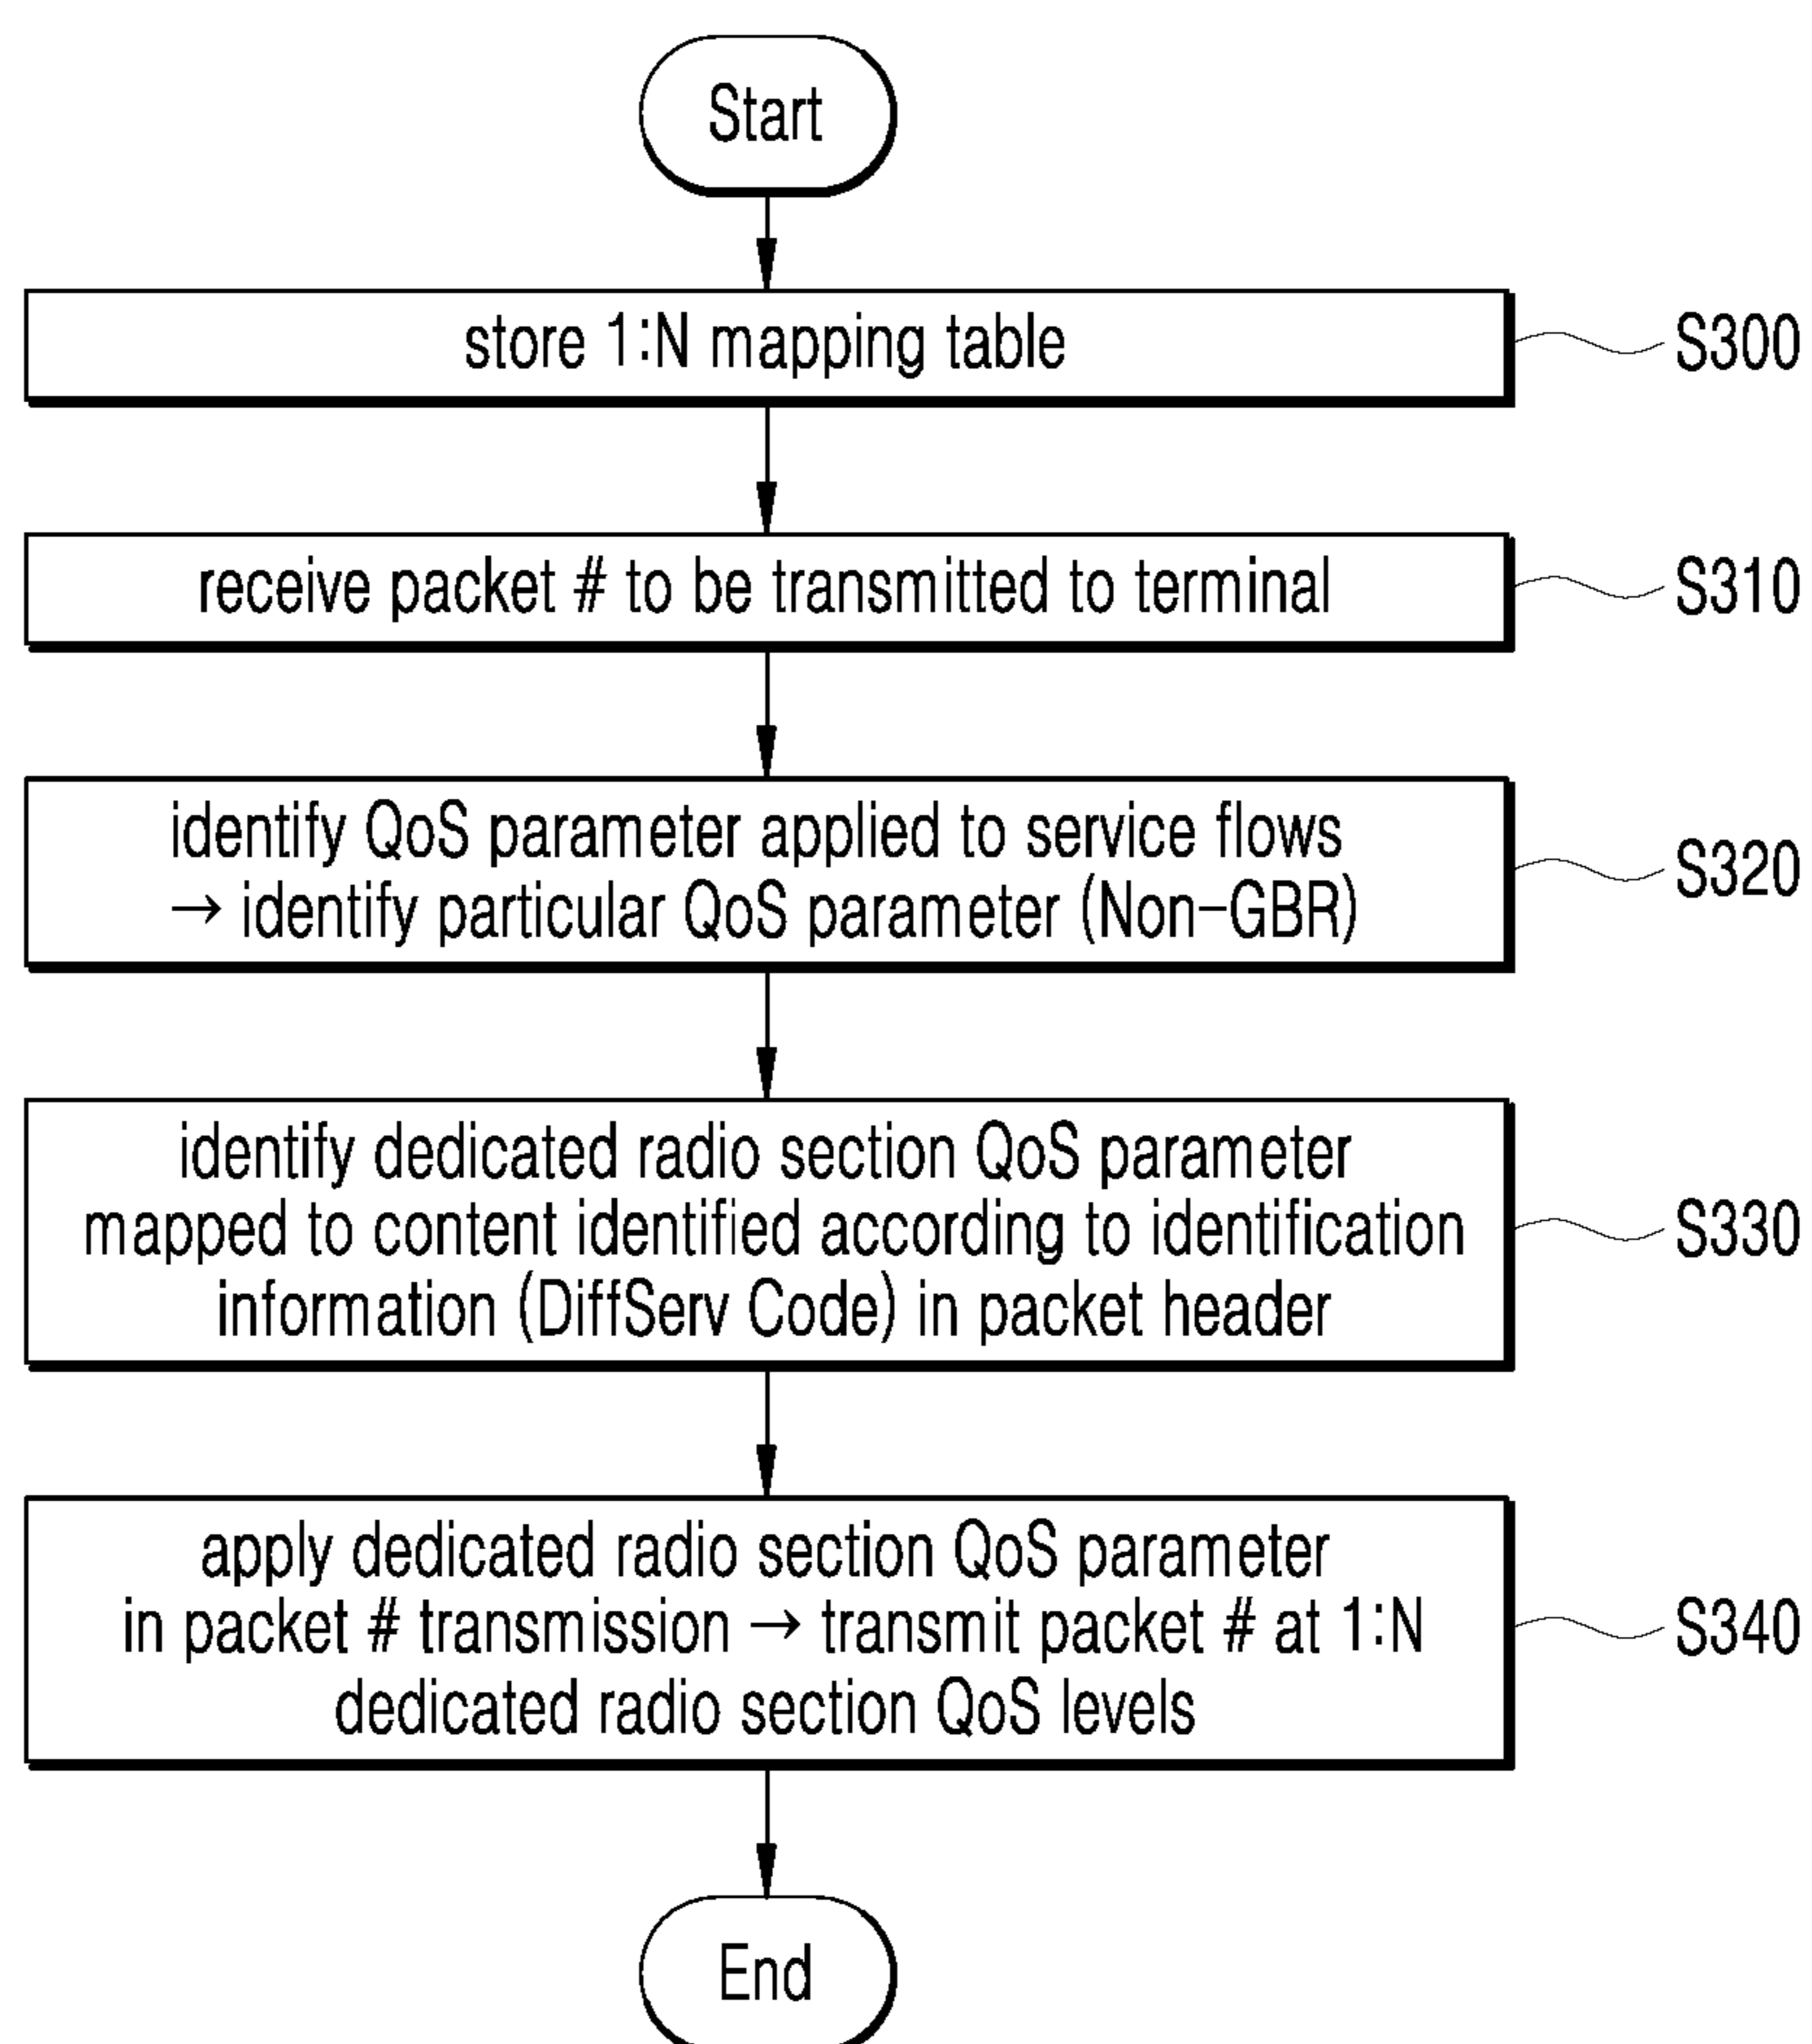 Start
store 1:N mapping table
S300
receive packet # to be transmitted to terminal
S310
identify QoS parameter applied to service flows
→ identify particular QoS parameter (Non-GBR)
S320
identify dedicated radio section QoS parameter
mapped to content identified according to identification
information (DiffServ Code) in packet header
S330
apply dedicated radio section QoS parameter
in packet # transmission → transmit packet # at 1:N
dedicated radio section QoS levels
S340
End